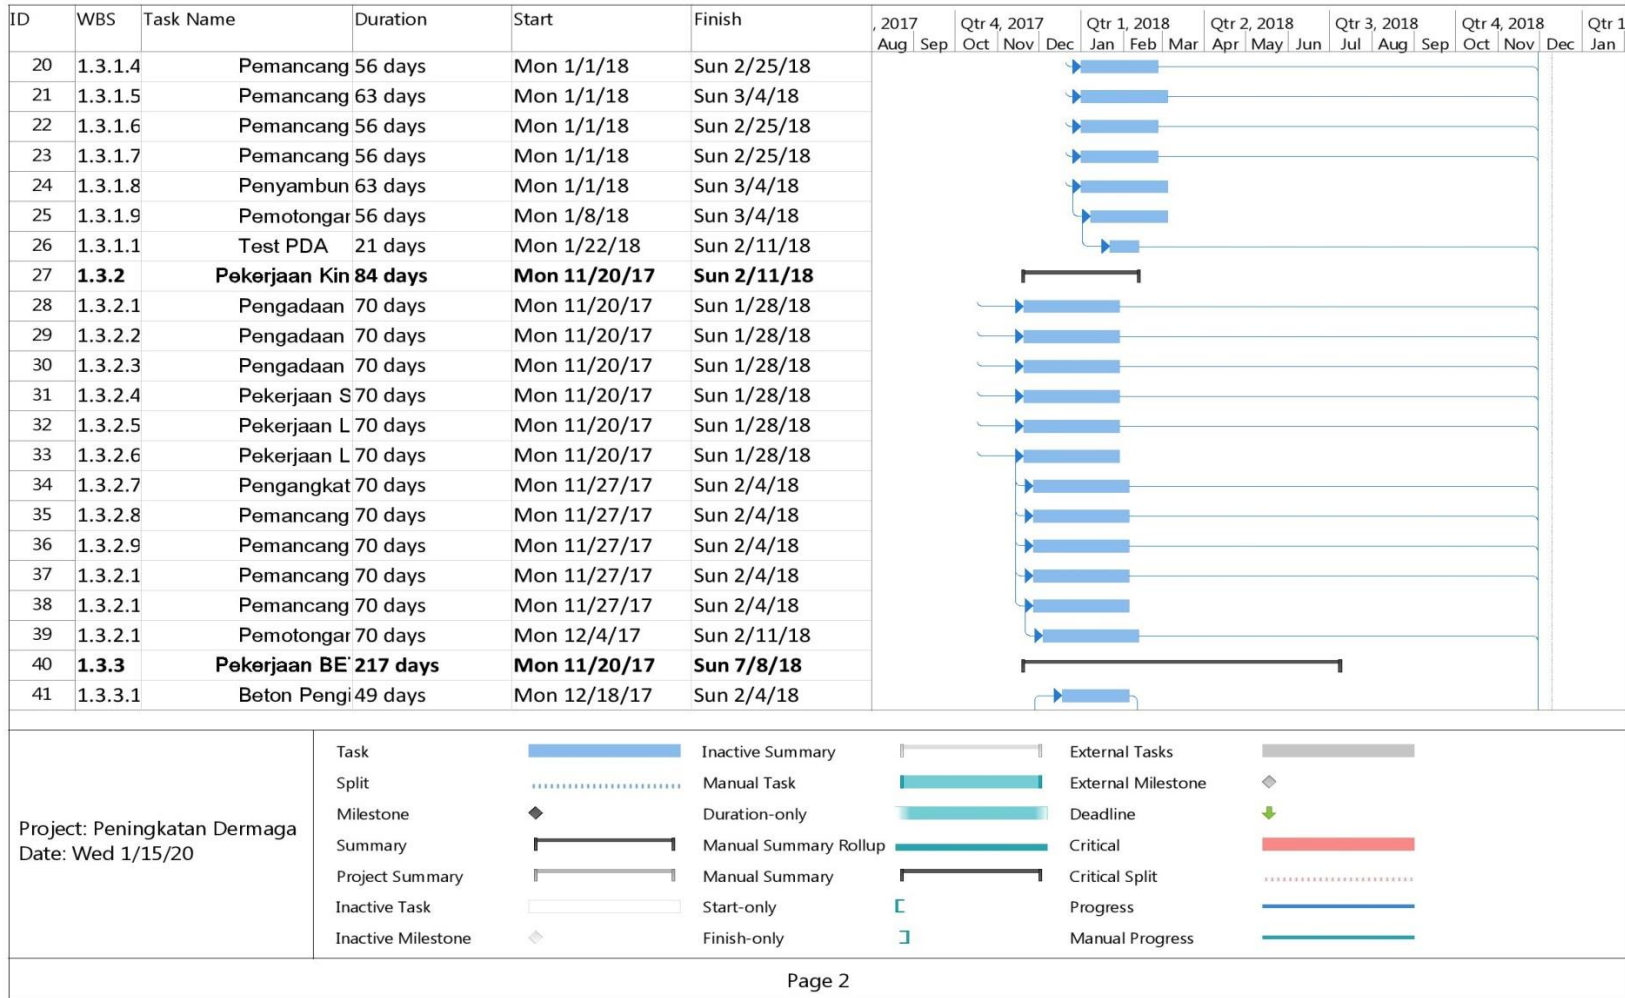 ID WBS Task Name Duration Start Finish , 2017 Qtr 4, 2017 Qtr 1, 2018 Qtr 2, 2018 Qtr 3, 2018 Qtr 4, 2018 Qtr 1
Aug Sep Oct Nov Dec Jan Feb Mar Apr May Jun Jul Aug Sep Oct Nov Dec Jan
20 1.3.1.4 Pemancang 56 days Mon 1/1/18 Sun 2/25/18
21 1.3.1.5 Pemancang 63 days Mon 1/1/18 Sun 3/4/18
22 1.3.1.6 Pemancang 56 days Mon 1/1/18 Sun 2/25/18
23 1.3.1.7 Pemancang 56 days Mon 1/1/18 Sun 2/25/18
24 1.3.1.8 Penyambun 63 days Mon 1/1/18 Sun 3/4/18
25 1.3.1.9 Pemotongar 56 days Mon 1/8/18 Sun 3/4/18
26 1.3.1.1 Test PDA 21 days Mon 1/22/18 Sun 2/11/18
27 1.3.2 Pekerjaan Kin 84 days Mon 11/20/17 Sun 2/11/18
28 1.3.2.1 Pengadaan 70 days Mon 11/20/17 Sun 1/28/18
29 1.3.2.2 Pengadaan 70 days Mon 11/20/17 Sun 1/28/18
30 1.3.2.3 Pengadaan 70 days Mon 11/20/17 Sun 1/28/18
31 1.3.2.4 Pekerjaan S 70 days Mon 11/20/17 Sun 1/28/18
32 1.3.2.5 Pekerjaan L 70 days Mon 11/20/17 Sun 1/28/18
33 1.3.2.6 Pekerjaan L 70 days Mon 11/20/17 Sun 1/28/18
34 1.3.2.7 Pengangkat 70 days Mon 11/27/17 Sun 2/4/18
35 1.3.2.8 Pemancang 70 days Mon 11/27/17 Sun 2/4/18
36 1.3.2.9 Pemancang 70 days Mon 11/27/17 Sun 2/4/18
37 1.3.2.1 Pemancang 70 days Mon 11/27/17 Sun 2/4/18
38 1.3.2.1 Pemancang 70 days Mon 11/27/17 Sun 2/4/18
39 1.3.2.1 Pemotongar 70 days Mon 12/4/17 Sun 2/11/18
40 1.3.3 Pekerjaan BE 217 days Mon 11/20/17 Sun 7/8/18
41 1.3.3.1 Beton Pengi 49 days Mon 12/18/17 Sun 2/4/18
Project: Peningkatan Dermaga
Date: Wed 1/15/20
Task Inactive Summary External Tasks
Split Manual Task External Milestone
Milestone Duration-only Deadline
Summary Manual Summary Rollup Critical
Project Summary Manual Summary Critical Split
Inactive Task Start-only Progress
Inactive Milestone Finish-only Manual Progress
Page 2